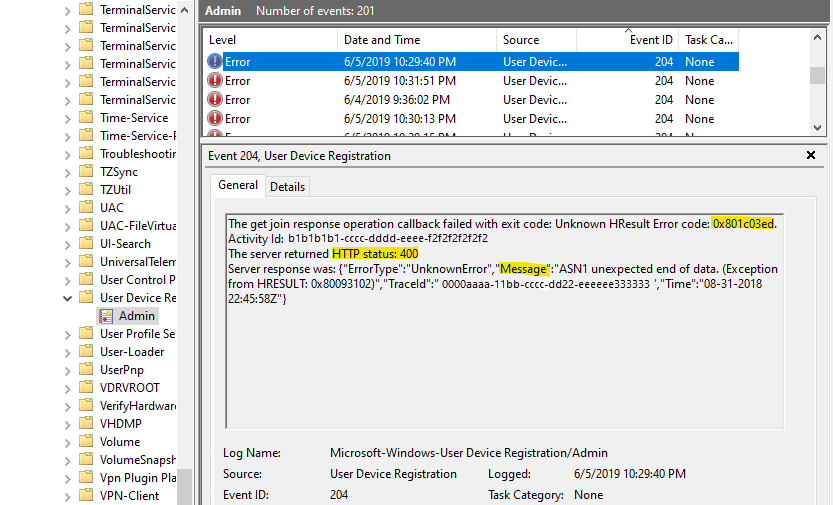 TerminalServic
TerminalServic
TerminalServic
TerminalServic
TerminalServic
TerminalServic
Time-Service
Time-Service-P
Troubleshootin
TZSync
TZUtil
UAC
UAC-FileVirtua
UI-Search
UniversalTelem
User Control P
User Device Re
Admin
User Profile Se
User-Loader
UserPnp
VDRVROOT
VerifyHardwar
VHDMP
Volume
VolumeSnapsh
Vpn Plugin Pla
VPN-Client
Admin Number of events: 201
Level Date and Time Source Event ID Task Ca...
Error 6/5/2019 10:29:40 PM User Devic... 204 None
Error 6/5/2019 10:31:51 PM User Devic... 204 None
Error 6/4/2019 9:36:02 PM User Devic... 204 None
Error 6/5/2019 10:30:13 PM User Devic... 204 None
Event 204, User Device Registration
General Details
The get join response operation callback failed with exit code: Unknown HResult Error code: 0x801c03ed.
Activity Id: b1b1b1b1-cccc-dddd-eeee-f2f2f2f2f2f2
The server returned HTTP status: 400
Server response was: {"ErrorType":"UnknownError","Message":"ASN1 unexpected end of data. (Exception
from HRESULT: 0x80093102)","TraceId":" 0000aaaa-11bb-cccc-dd22-eeeeee333333 ',"Time":"08-31-2018
22:45:58Z"}
Log Name: Microsoft-Windows-User Device Registration/Admin
Source: User Device Registration Logged: 6/5/2019 10:29:40 PM
Event ID: 204 Task Category: None